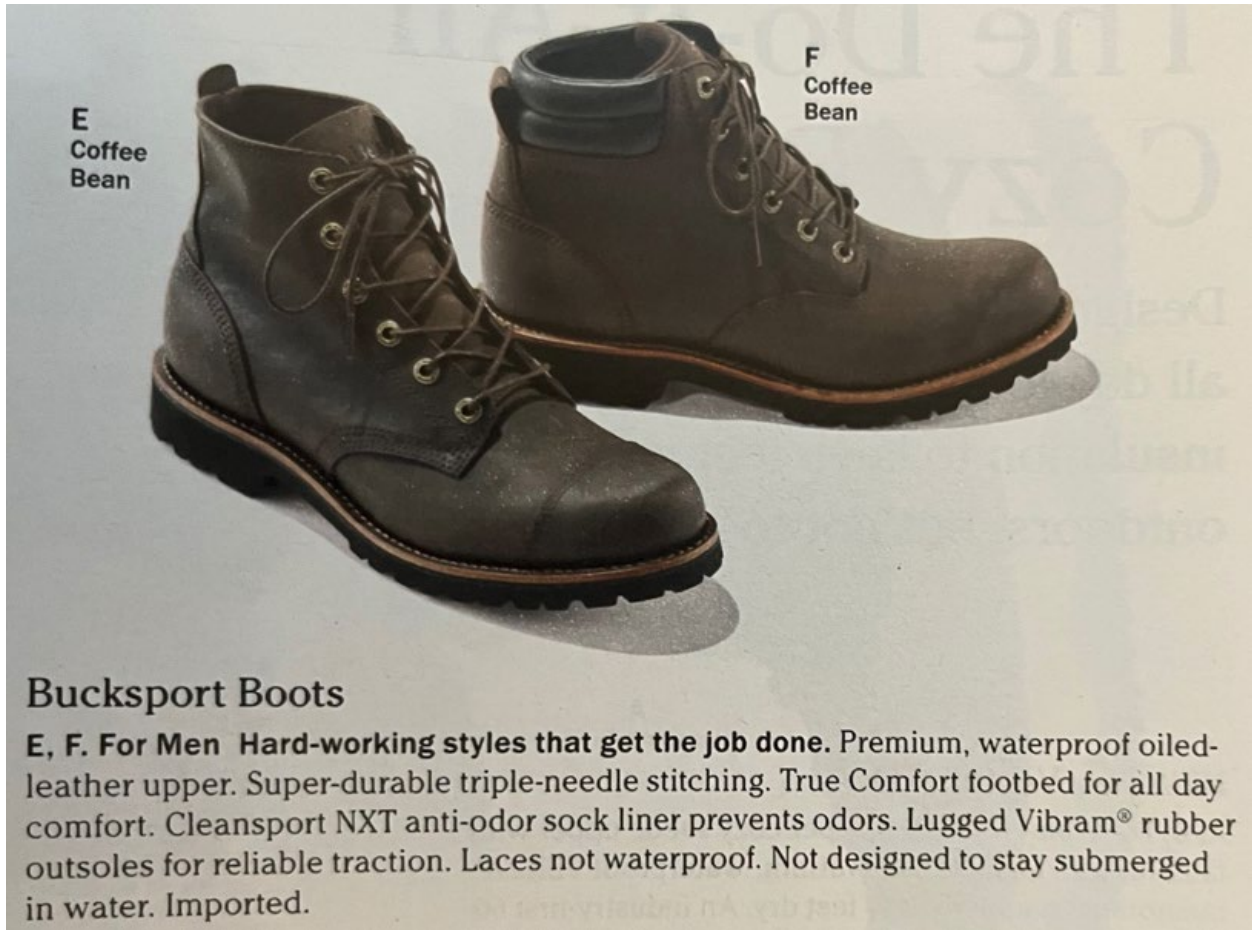 E
Coffee
Bean
F
Coffee
Bean
Bucksport Boots
E, F. For Men Hard-working styles that get the job done. Premium, waterproof oiled-
leather upper. Super-durable triple-needle stitching. True Comfort footbed for all day
comfort. Cleansport NXT anti-odor sock liner prevents odors. Lugged Vibram® rubber
outsoles for reliable traction. Laces not waterproof. Not designed to stay submerged
in water. Imported.